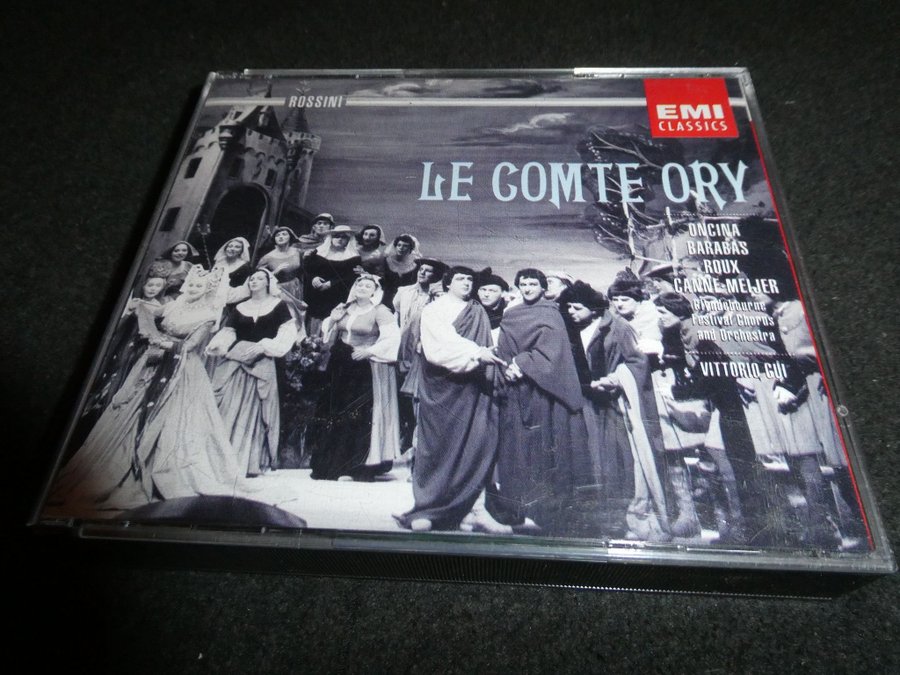 ROSSINI
EMI
CLASSICS
LE COMTE ORY
ONCINA
BARABAS
ROUX
CANNE-MEIJER
Glyndebourne
Festival Chorus
and Orchestra
VITTORIO GUI